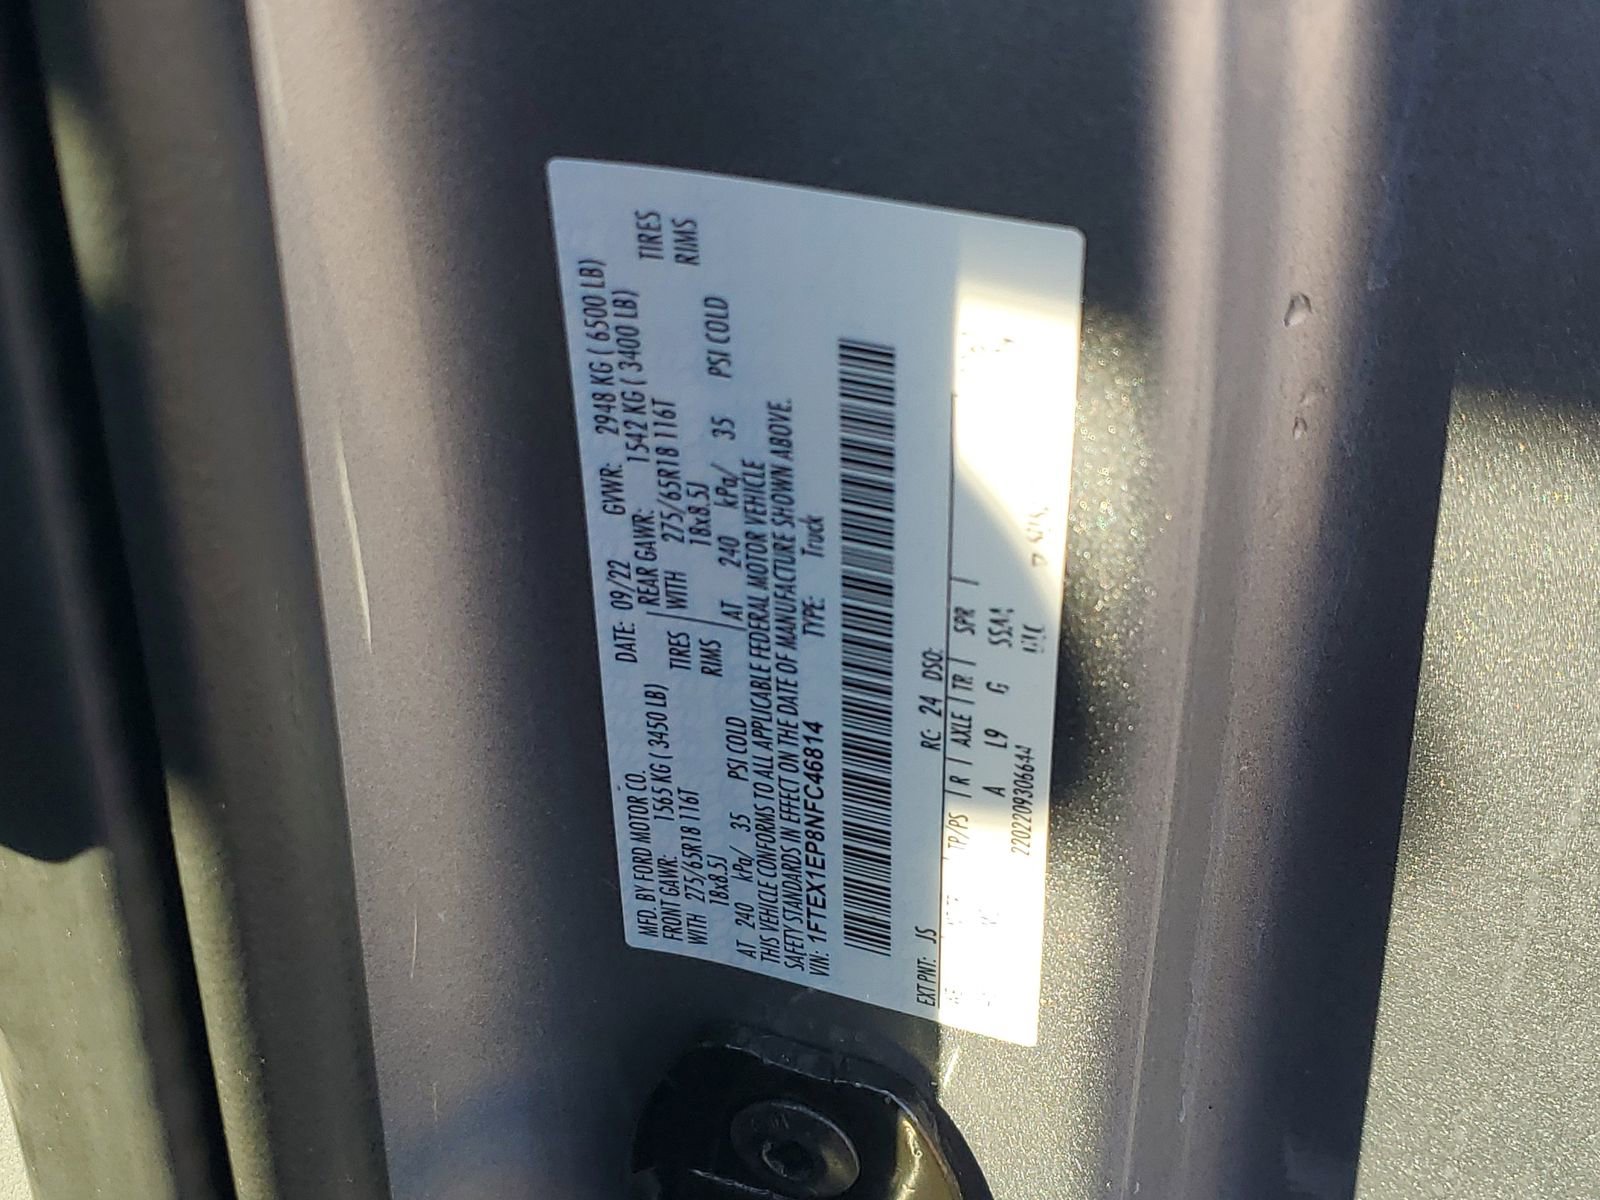 MFD. BY FORD MOTOR CO.
DATE: 09/22 GVWR: 2948 KG ( 6500 LB)
FRONT GAWR: 1565 KG ( 3450 LB) REAR GAWR: 1542 KG ( 3400 LB)
WITH 275/65R18 116T TIRES WITH 275/65R18 116T TIRES
18x8.5J RIMS 18x8.5J RIMS
AT 240 kPa/ 35 PSI COLD AT 240 kPa/ 35 PSI COLD
THIS VEHICLE CONFORMS TO ALL APPLICABLE FEDERAL MOTOR VEHICLE
SAFETY STANDARDS IN EFFECT ON THE DATE OF MANUFACTURE SHOWN ABOVE.
VIN: 1FTEX1EP8NFC46814 TYPE: Truck
EXT PNT: JS RC: 24 DSO:
TP/PS R AXLE TR SPR
A L9 G SSAA
2202209306644